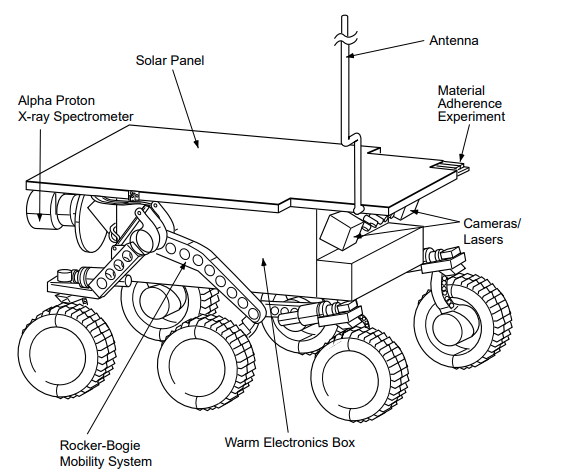 Antenna
Solar Panel
Material
Adherence
Experiment
Alpha Proton
X-ray Spectrometer
Cameras/
Lasers
Warm Electronics Box
Rocker-Bogie
Mobility System